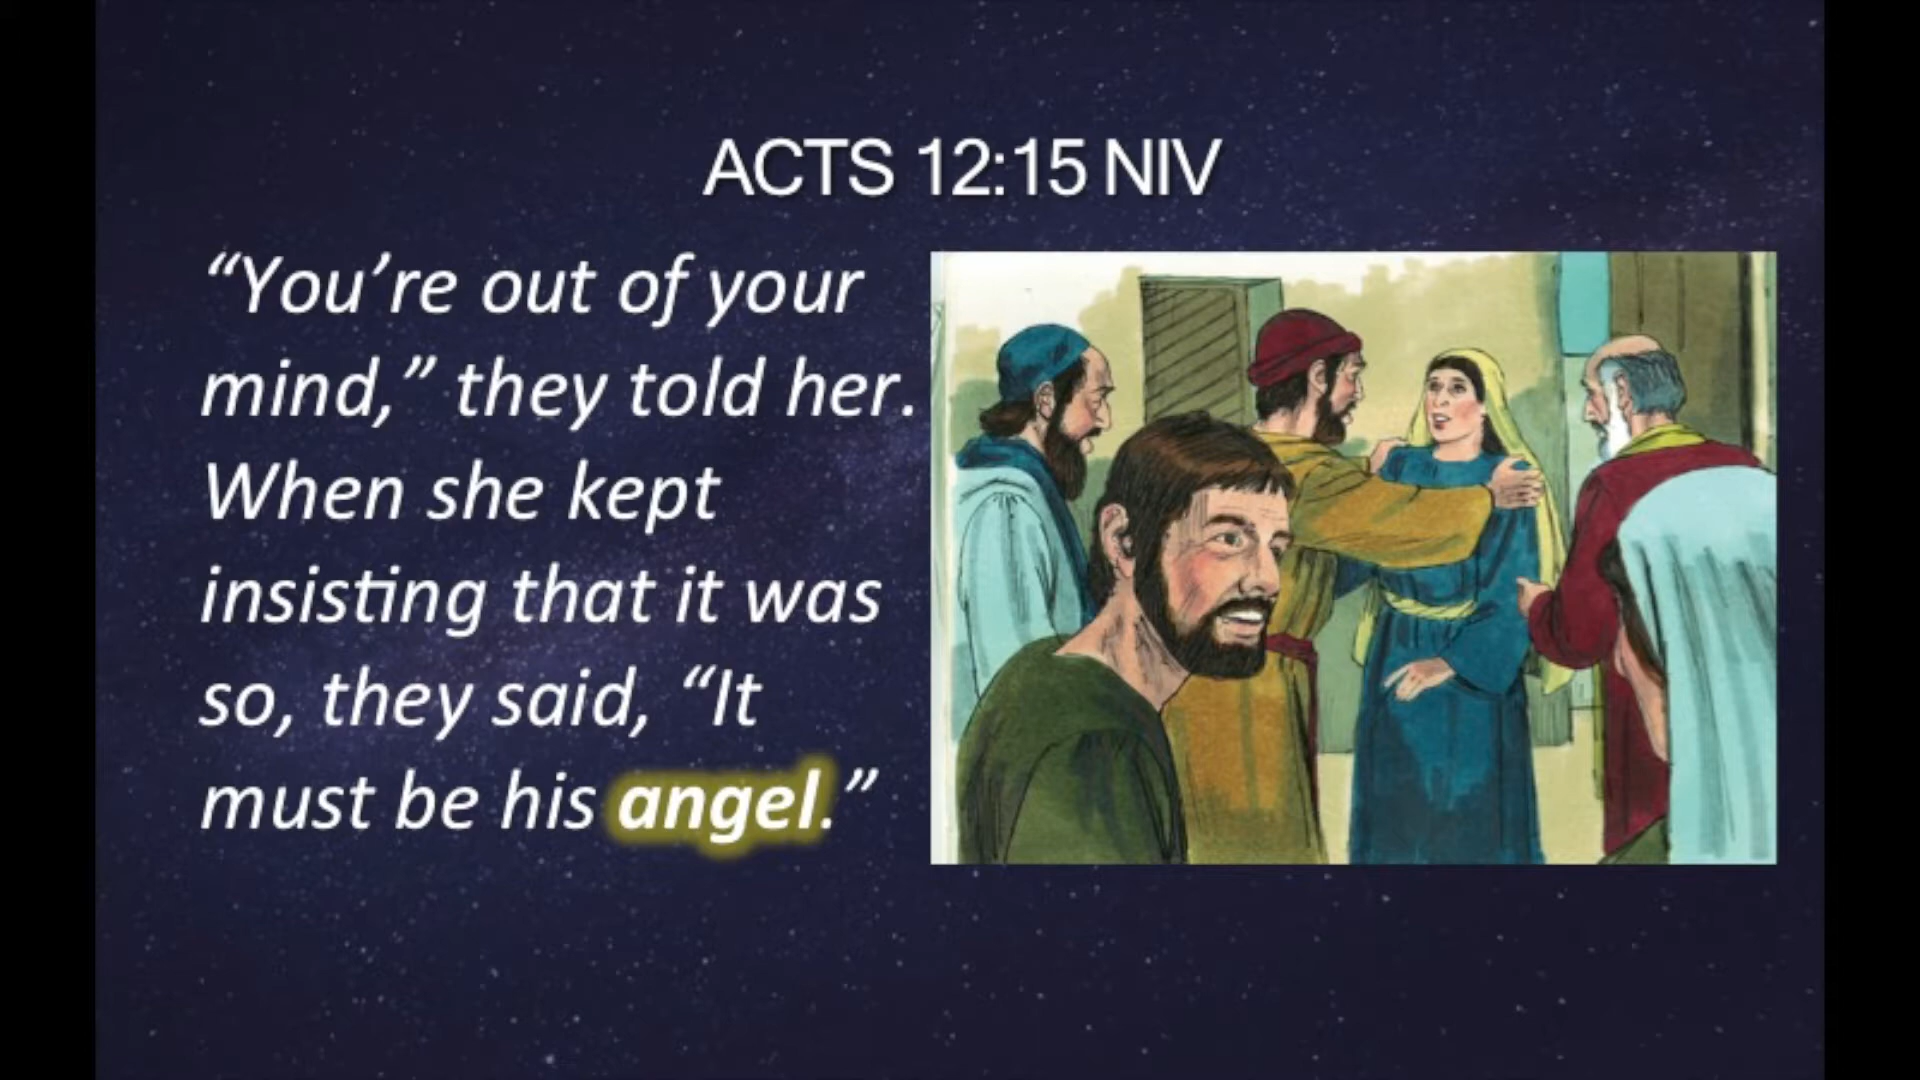 ACTS 12:15 NIV
“You’re out of your
mind,” they told her.
When she kept
insisting that it was
so, they said, “It
must be his angel.”